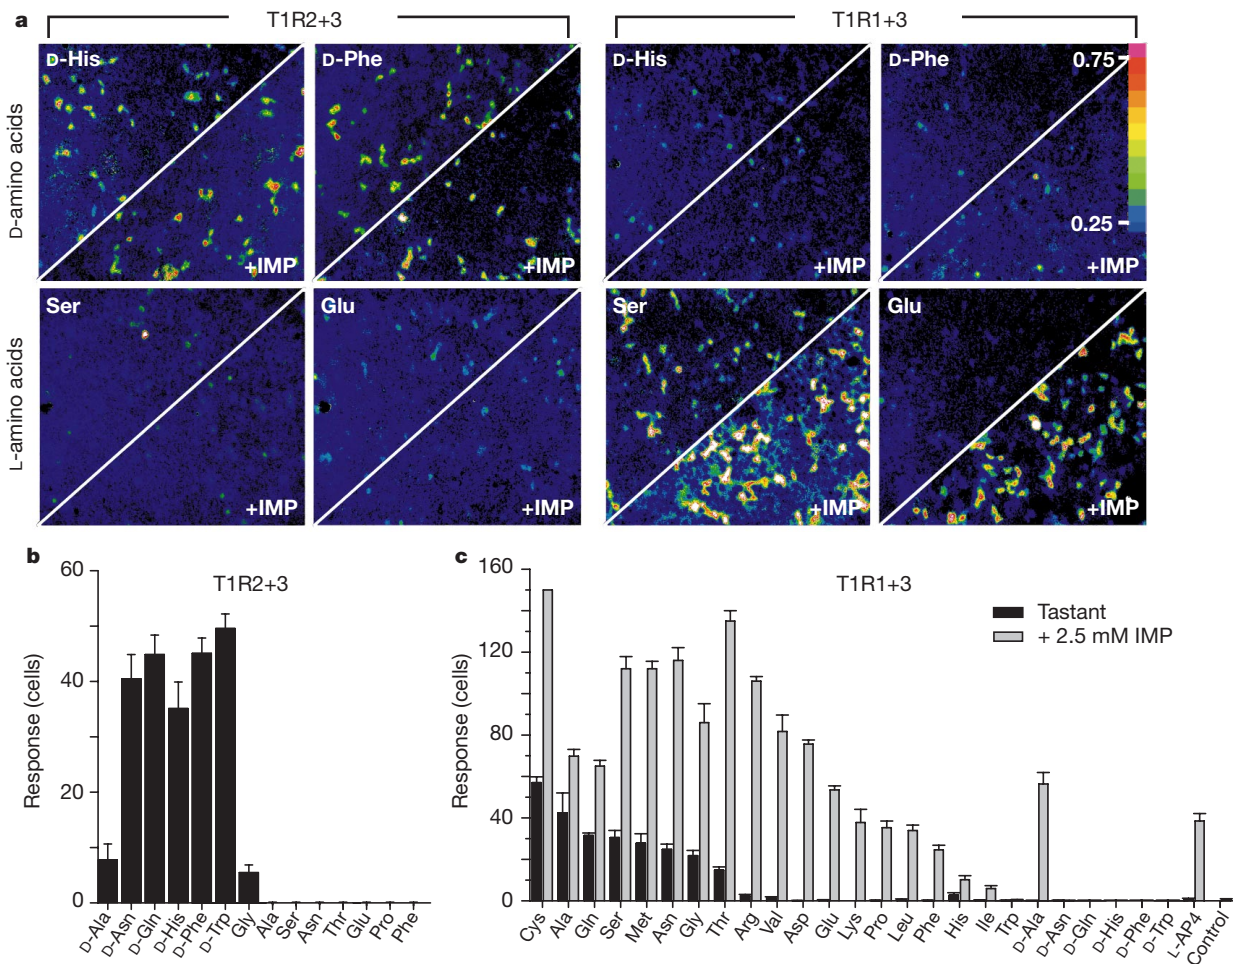 a
T1R2+3
T1R1+3
D-amino acids
D-His
+IMP
D-Phe
+IMP
D-His
+IMP
D-Phe
0.75
0.25
+IMP
L-amino acids
Ser
+IMP
Glu
+IMP
Ser
+IMP
Glu
+IMP
b
T1R2+3
Response (cells)
60
40
20
0
D-Ala
D-Asn
D-Gln
D-His
D-Phe
D-Trp
Gly
Ala
Ser
Asn
Thr
Glu
Pro
Phe
c
T1R1+3
Tastant
+ 2.5 mM IMP
Response (cells)
160
120
80
40
0
Cys
Ala
Gln
Ser
Met
Asn
Gly
Thr
Arg
Val
Asp
Glu
Lys
Pro
Leu
Phe
His
Ile
Trp
D-Ala
D-Asn
D-Gln
D-His
D-Phe
D-Trp
L-AP4
Control